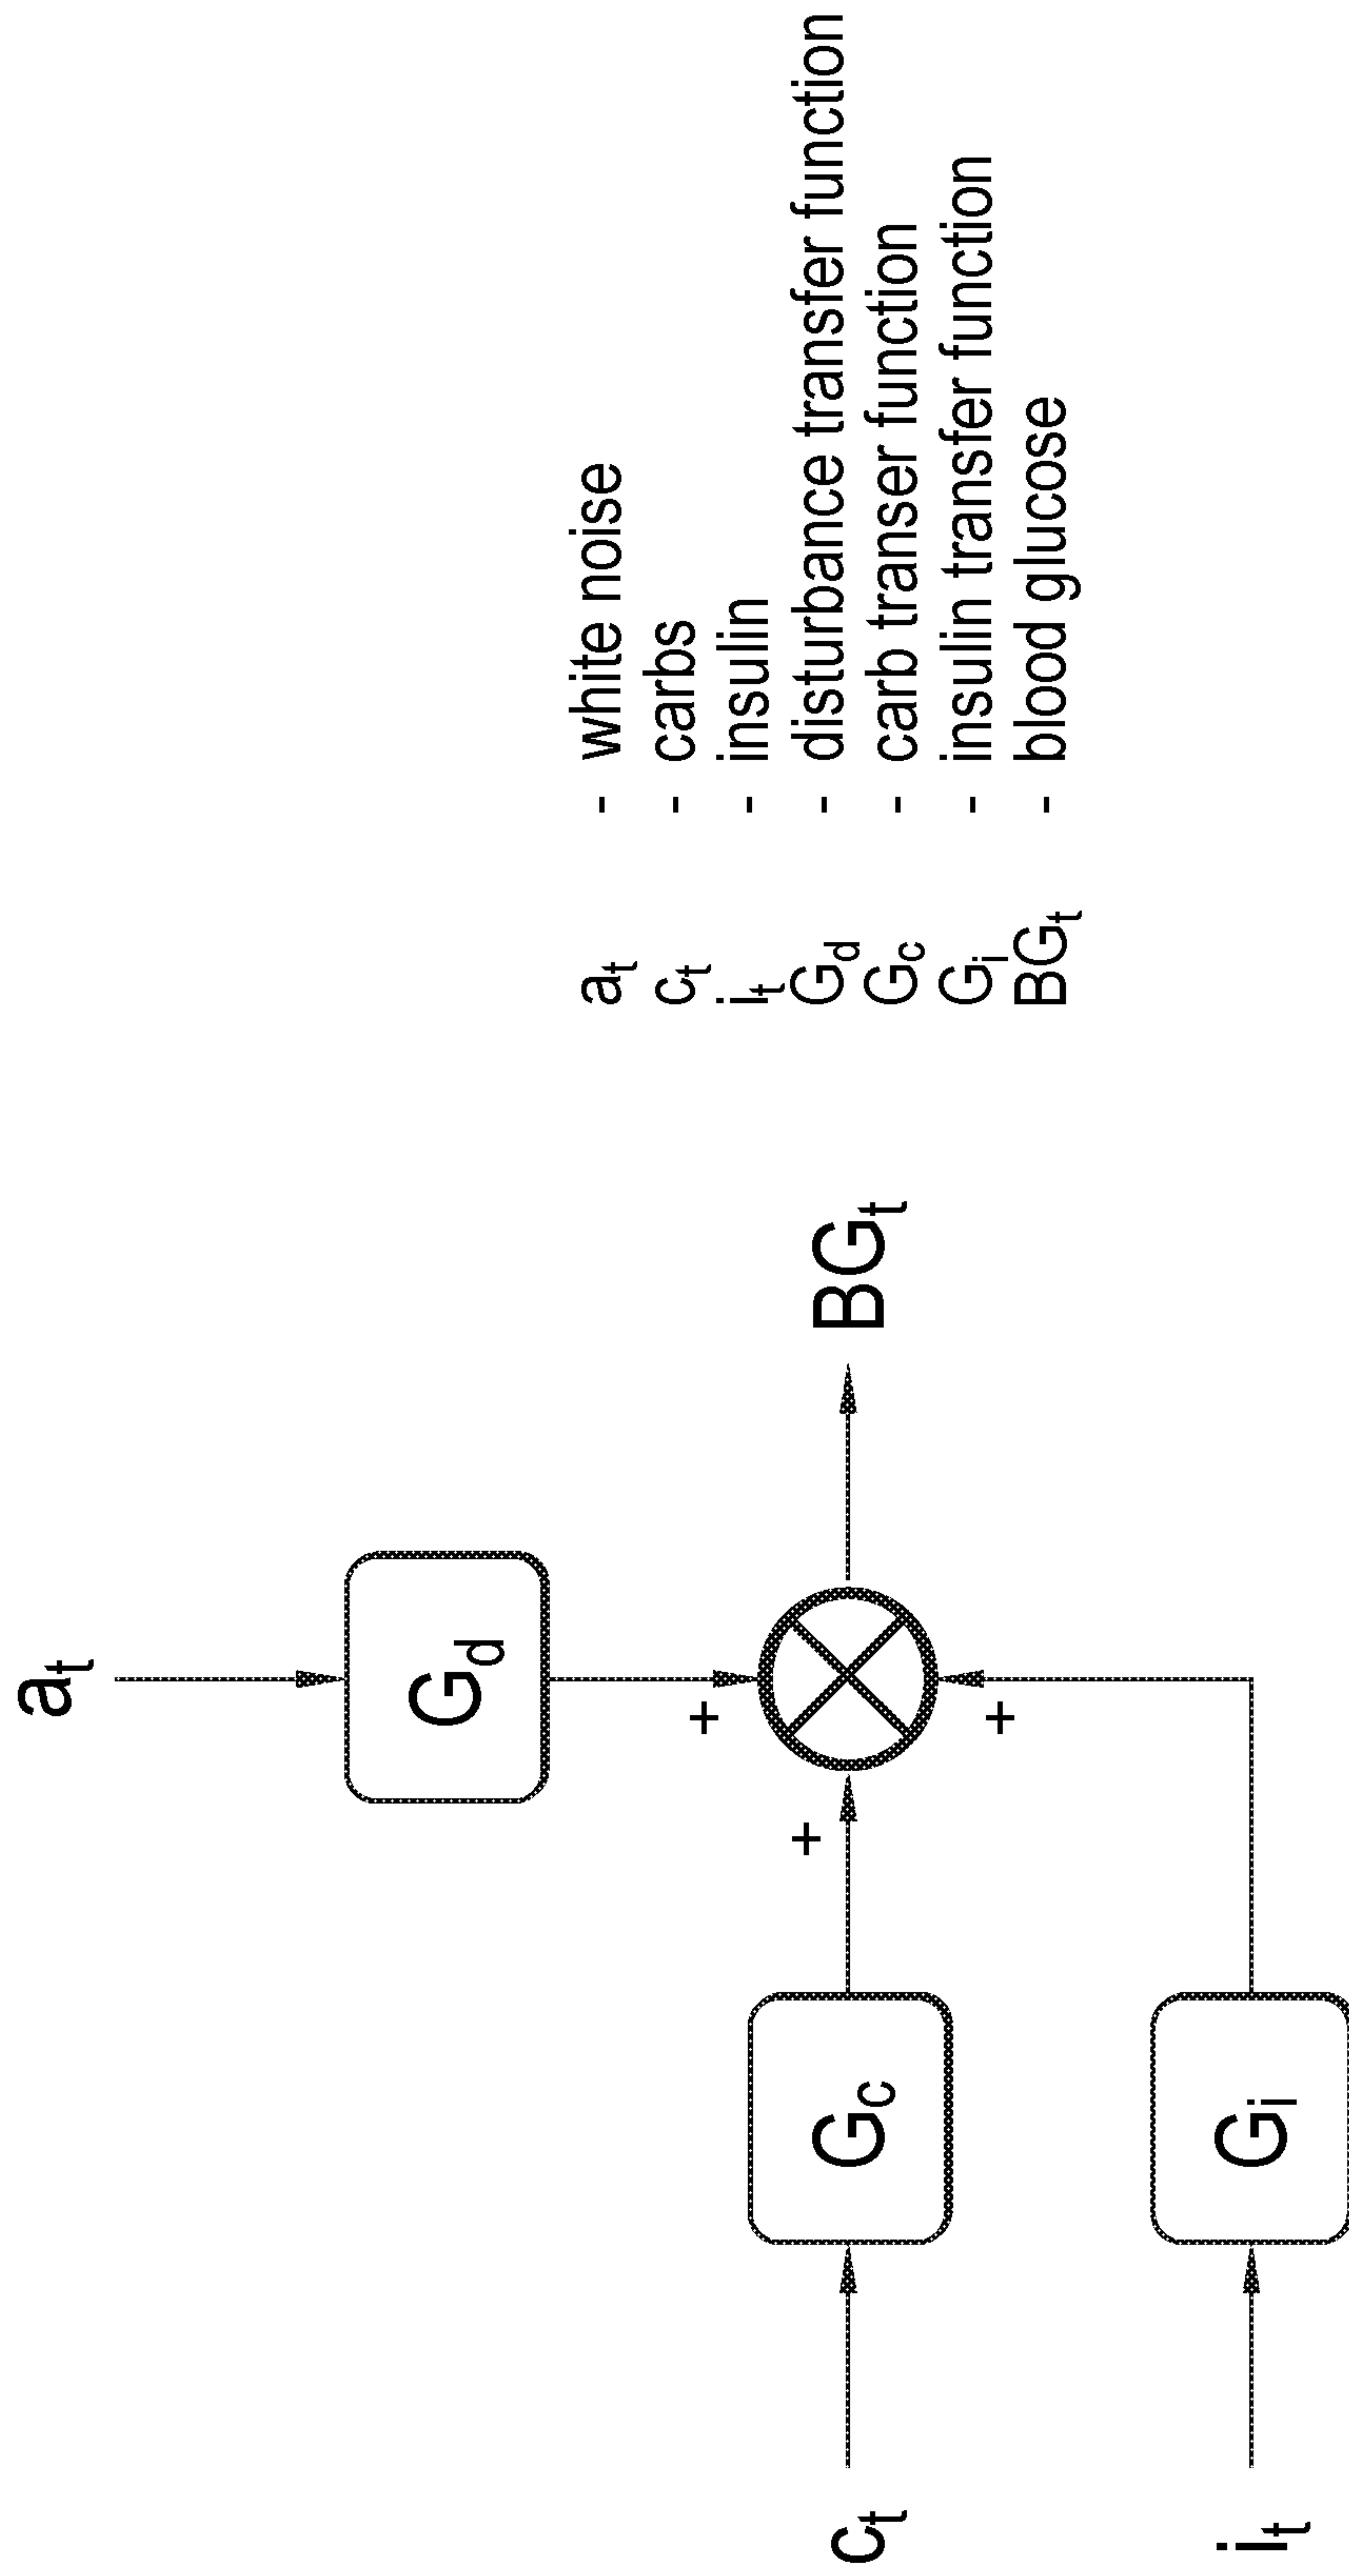 a_t
G_d
+
BG_t
+
+
G_c
c_t
G_i
i_t
a_t - white noise
c_t - carbs
i_t - insulin
G_d - disturbance transfer function
G_c - carb transer function
G_i - insulin transfer function
BG_t - blood glucose